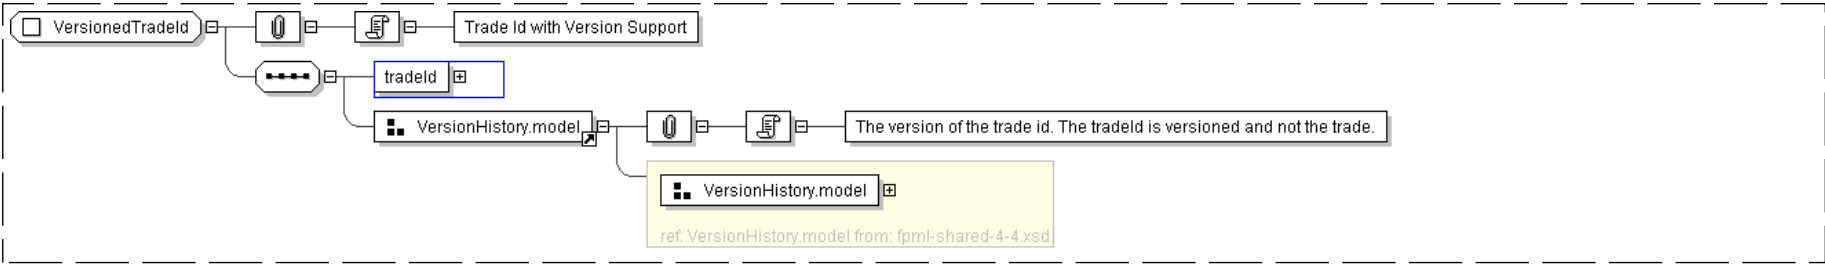 VersionedTradeId
Trade Id with Version Support
tradeId
VersionHistory.model
The version of the trade id. The tradeId is versioned and not the trade.
VersionHistory.model
ref: VersionHistory.model from: fpml-shared-4-4.xsd